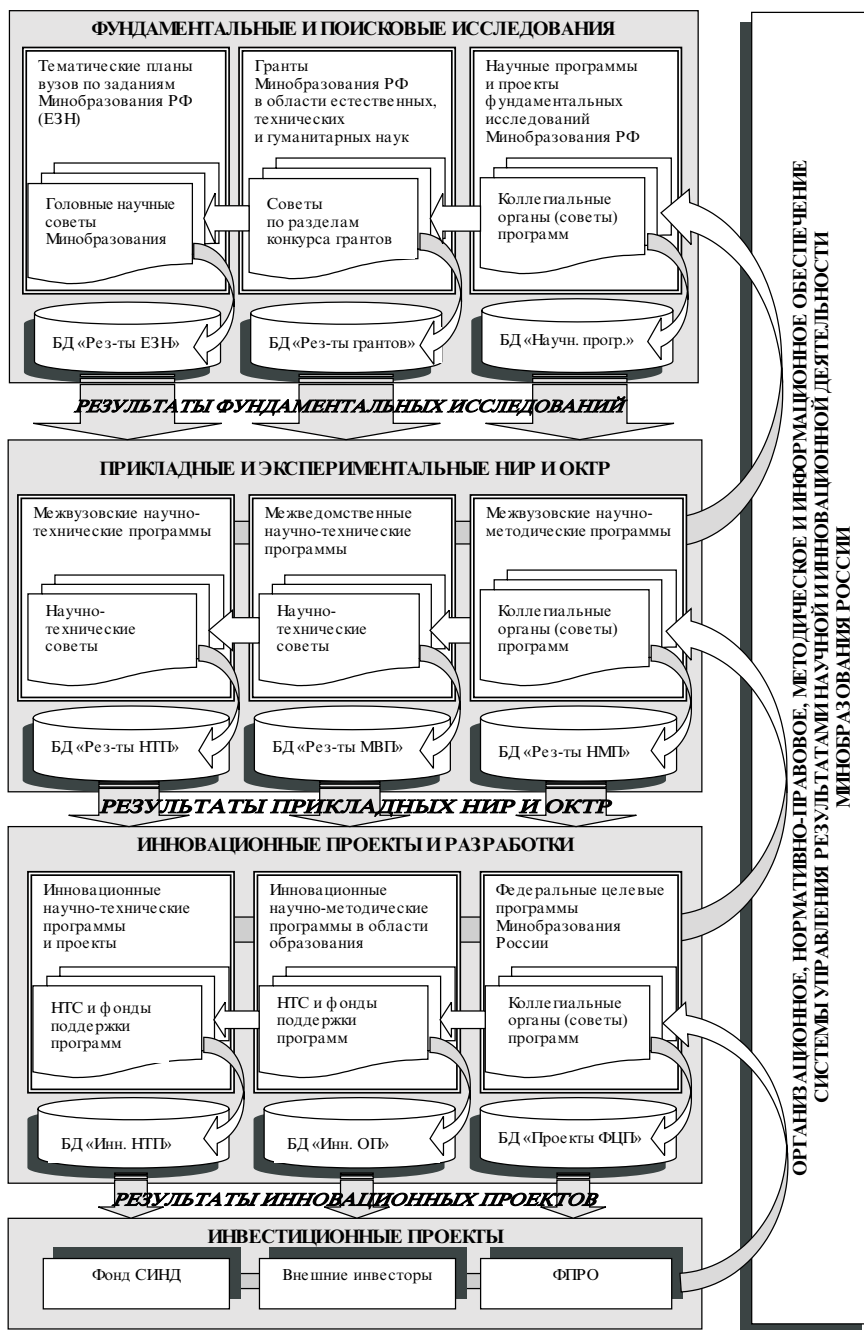 ФУНДАМЕНТАЛЬНЫЕ И ПОИСКОВЫЕ ИССЛЕДОВАНИЯ
Тематические планы
вузов по заданиям
Минобразования РФ
(ЕЗН)
Головные научные
советы
Минобразования
Гранты
Минобразования РФ
в области естественных,
технических
и гуманитарных наук
Советы
по разделам
конкурса грантов
Научные программы
и проекты
фундаментальных
исследований
Минобразования РФ
Коллегиальные
органы (советы)
программ
БД «Рез-ты ЕЗН»
БД «Рез-ты грантов»
БД «Научн. прогр.»
РЕЗУЛЬТАТЫ ФУНДАМЕНТАЛЬНЫХ ИССЛЕДОВАНИЙ
ПРИКЛАДНЫЕ И ЭКСПЕРИМЕНТАЛЬНЫЕ НИР И ОКТР
Межвузовские научно-
технические программы
Научно-
технические
советы
Межведомственные
научно-технические
программы
Научно-
технические
советы
Межвузовские научно-
методические программы
Коллегиальные
органы (советы)
программ
БД «Рез-ты НТП»
БД «Рез-ты МВП»
БД «Рез-ты НМП»
РЕЗУЛЬТАТЫ ПРИКЛАДНЫХ НИР И ОКТР
ИННОВАЦИОННЫЕ ПРОЕКТЫ И РАЗРАБОТКИ
Инновационные
научно-технические
программы
и проекты
НТС и фонды
поддержки
программ
Инновационные
научно-методические
программы в области
образования
НТС и фонды
поддержки
программ
Федеральные целевые
программы
Минобразования
России
Коллегиальные
органы (советы)
программ
БД «Инн. НТП»
БД «Инн. ОП»
БД «Проекты ФЦП»
РЕЗУЛЬТАТЫ ИННОВАЦИОННЫХ ПРОЕКТОВ
ИНВЕСТИЦИОННЫЕ ПРОЕКТЫ
Фонд СИНД
Внешние инвесторы
ФПРО
ОРГАНИЗАЦИОННОЕ, НОРМАТИВНО-ПРАВОВОЕ, МЕТОДИЧЕСКОЕ И ИНФОРМАЦИОННОЕ ОБЕСПЕЧЕНИЕ
СИСТЕМЫ УПРАВЛЕНИЯ РЕЗУЛЬТАТАМИ НАУЧНОЙ И ИННОВАЦИОННОЙ ДЕЯТЕЛЬНОСТИ
МИНОБРАЗОВАНИЯ РОССИИ